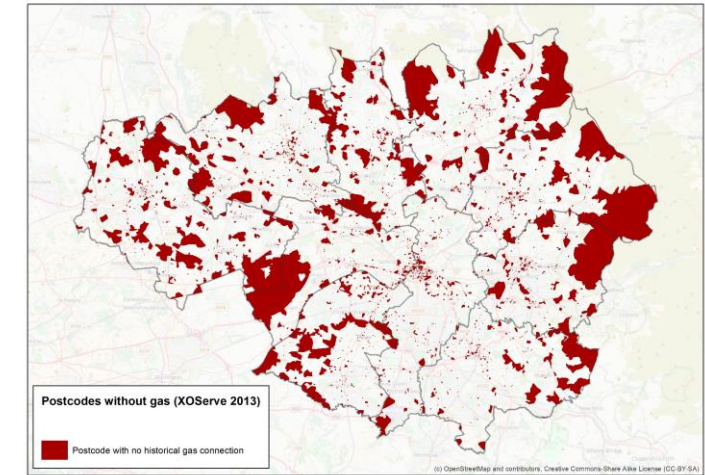 Postcodes without gas (XOServe 2013)
Postcode with no historical gas connection
(c) OpenStreetMap and contributors, Creative Commons-Share Alike License (CC-BY-SA)